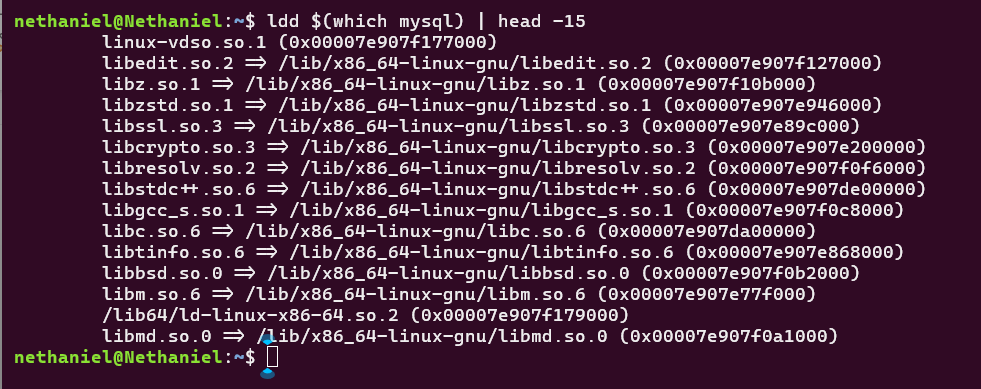 nethaniel@Nethaniel:~$ ldd $(which mysql) | head -15
linux-vdso.so.1 (0x00007e907f177000)
libedit.so.2 => /lib/x86_64-linux-gnu/libedit.so.2 (0x00007e907f127000)
libz.so.1 => /lib/x86_64-linux-gnu/libz.so.1 (0x00007e907f10b000)
libzstd.so.1 => /lib/x86_64-linux-gnu/libzstd.so.1 (0x00007e907e946000)
libssl.so.3 => /lib/x86_64-linux-gnu/libssl.so.3 (0x00007e907e89c000)
libcrypto.so.3 => /lib/x86_64-linux-gnu/libcrypto.so.3 (0x00007e907e200000)
libresolv.so.2 => /lib/x86_64-linux-gnu/libresolv.so.2 (0x00007e907f0f6000)
libstdc++.so.6 => /lib/x86_64-linux-gnu/libstdc++.so.6 (0x00007e907de00000)
libgcc_s.so.1 => /lib/x86_64-linux-gnu/libgcc_s.so.1 (0x00007e907f0c8000)
libc.so.6 => /lib/x86_64-linux-gnu/libc.so.6 (0x00007e907da00000)
libtinfo.so.6 => /lib/x86_64-linux-gnu/libtinfo.so.6 (0x00007e907e868000)
libbsd.so.0 => /lib/x86_64-linux-gnu/libbsd.so.0 (0x00007e907f0b2000)
libm.so.6 => /lib/x86_64-linux-gnu/libm.so.6 (0x00007e907e77f000)
/lib64/ld-linux-x86-64.so.2 (0x00007e907f179000)
libmd.so.0 => /lib/x86_64-linux-gnu/libmd.so.0 (0x00007e907f0a1000)
nethaniel@Nethaniel:~$